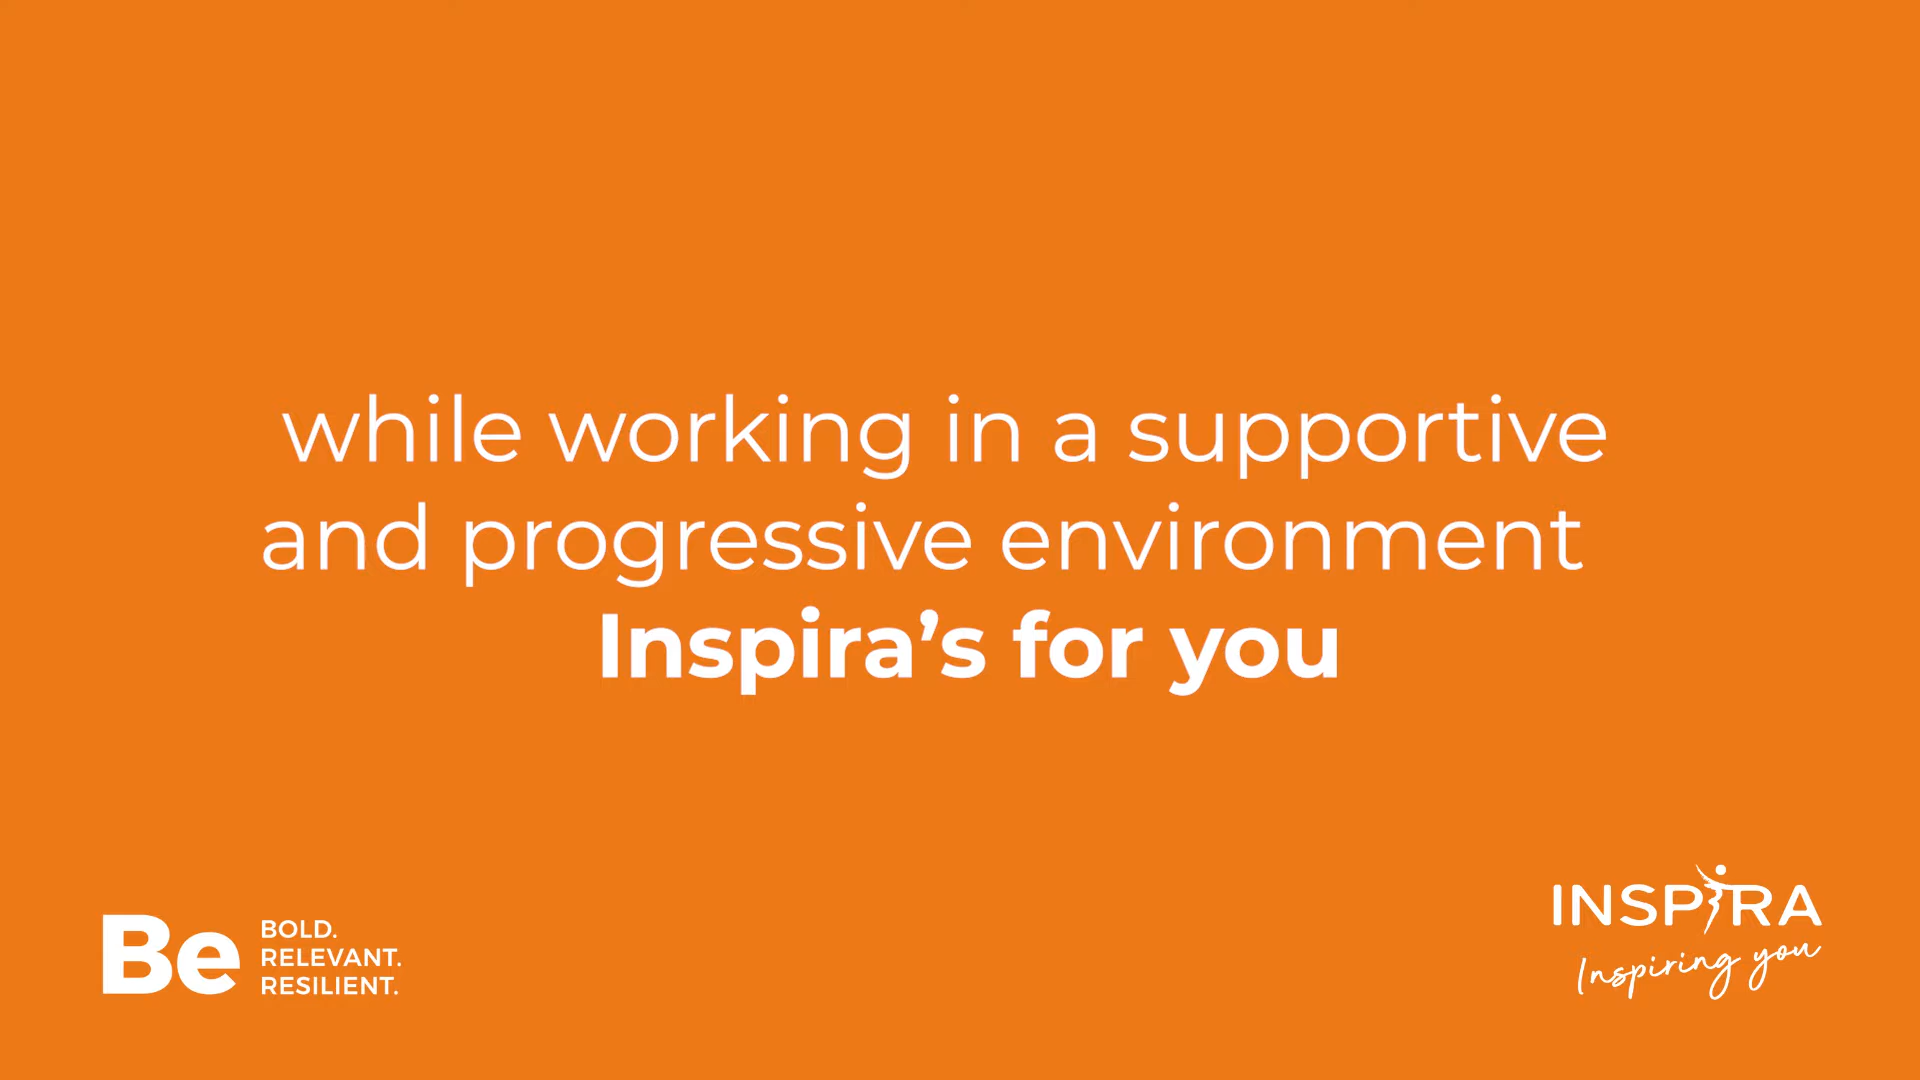 while working in a supportive
and progressive environment
Inspira’s for you
Be
BOLD.
RELEVANT.
RESILIENT.
INSPIRA
Inspiring you